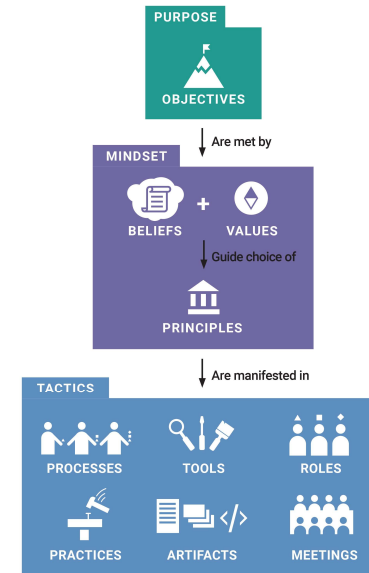 PURPOSE
OBJECTIVES
Are met by
MINDSET
BELIEFS + VALUES
Guide choice of
PRINCIPLES
Are manifested in
TACTICS
PROCESSES TOOLS ROLES
</>
PRACTICES ARTIFACTS MEETINGS